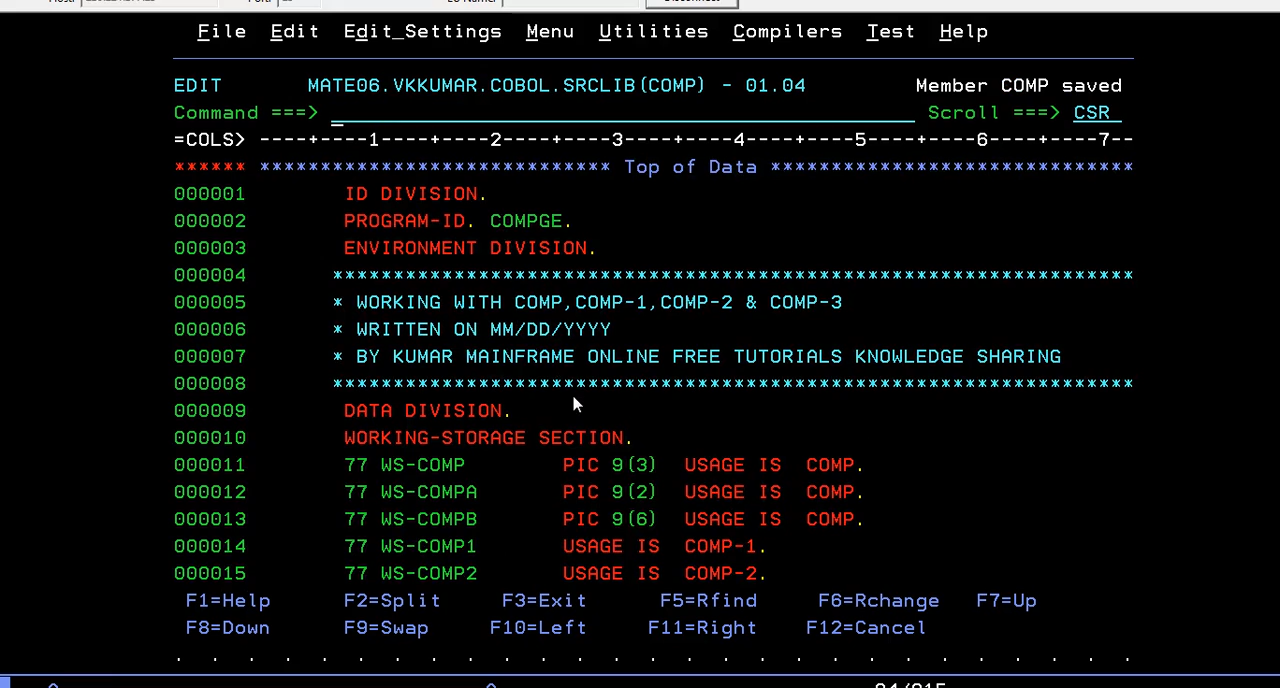 File Edit Edit_Settings Menu Utilities Compilers Test Help
EDIT MATE06.VKKUMAR.COBOL.SRCLIB(COMP) - 01.04 Member COMP saved
Command ===> Scroll ===> CSR
=COLS> ----+----1----+----2----+----3----+----4----+----5----+----6----+----7--
****** ***************************** Top of Data ******************************
000001 ID DIVISION.
000002 PROGRAM-ID. COMPGE.
000003 ENVIRONMENT DIVISION.
000004 ******************************************************************
000005 * WORKING WITH COMP,COMP-1,COMP-2 & COMP-3
000006 * WRITTEN ON MM/DD/YYYY
000007 * BY KUMAR MAINFRAME ONLINE FREE TUTORIALS KNOWLEDGE SHARING
000008 ******************************************************************
000009 DATA DIVISION.
000010 WORKING-STORAGE SECTION.
000011 77 WS-COMP PIC 9(3) USAGE IS COMP.
000012 77 WS-COMPA PIC 9(2) USAGE IS COMP.
000013 77 WS-COMPB PIC 9(6) USAGE IS COMP.
000014 77 WS-COMP1 USAGE IS COMP-1.
000015 77 WS-COMP2 USAGE IS COMP-2.
F1=Help F2=Split F3=Exit F5=Rfind F6=Rchange F7=Up
F8=Down F9=Swap F10=Left F11=Right F12=Cancel